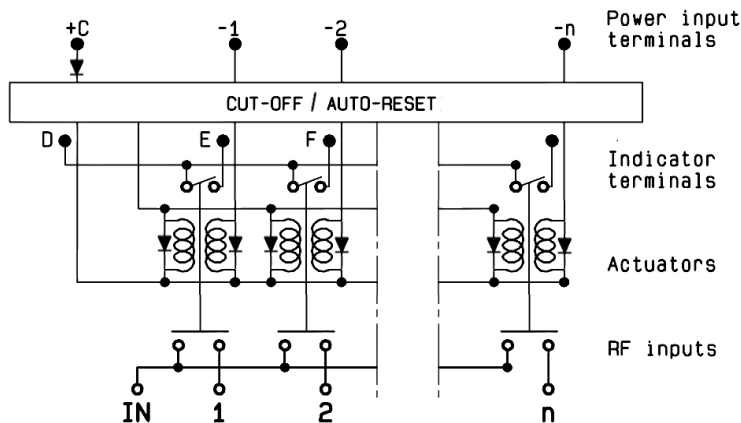 +C -1 -2 -n Power input
terminals
CUT-OFF / AUTO-RESET
D E F
Indicator
terminals
Actuators
RF inputs
IN 1 2 n